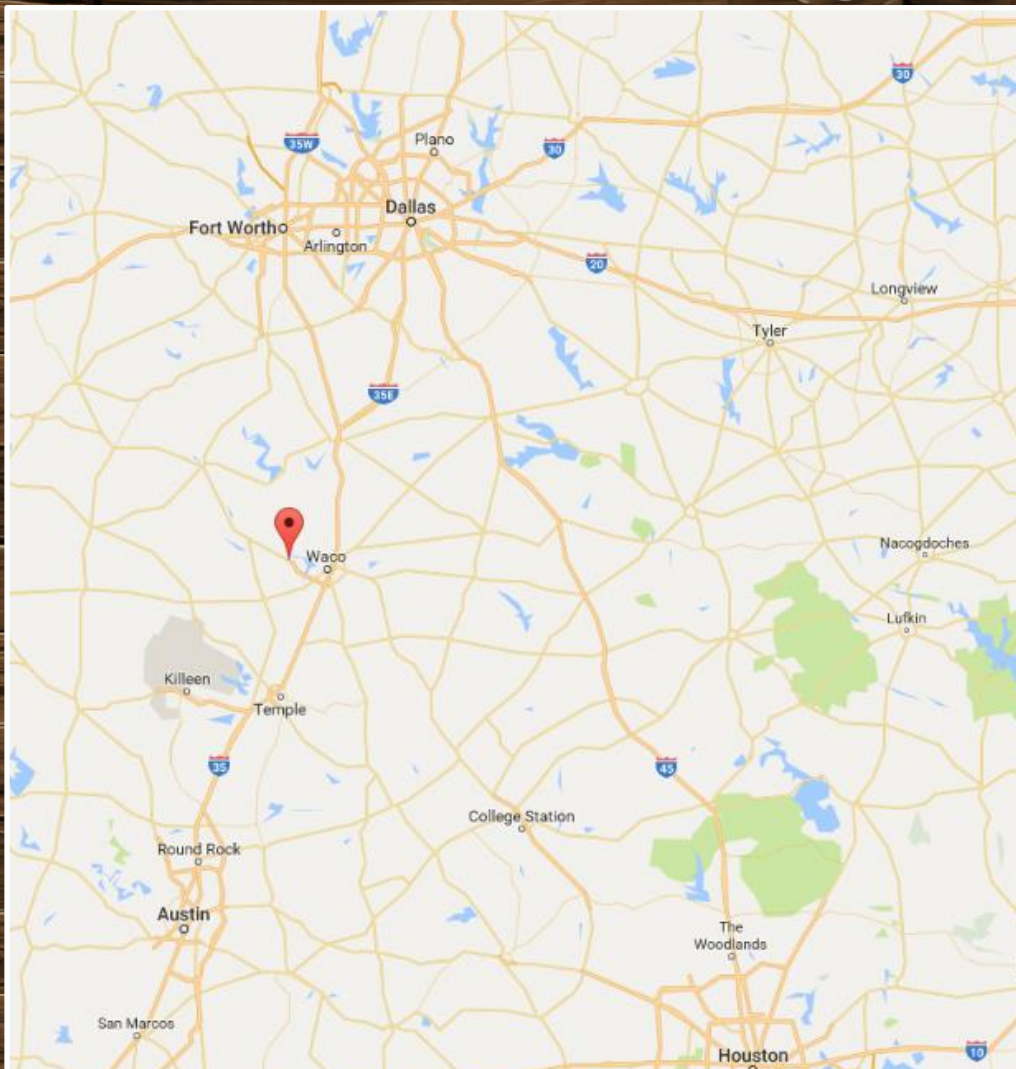 30
35W
Plano
30
Dallas
Fort Worth
Arlington
20
Longview
Tyler
35E
Nacogdoches
Waco
Lufkin
Killeen
Temple
35
45
College Station
Round Rock
Austin
The
Woodlands
San Marcos
Houston
10